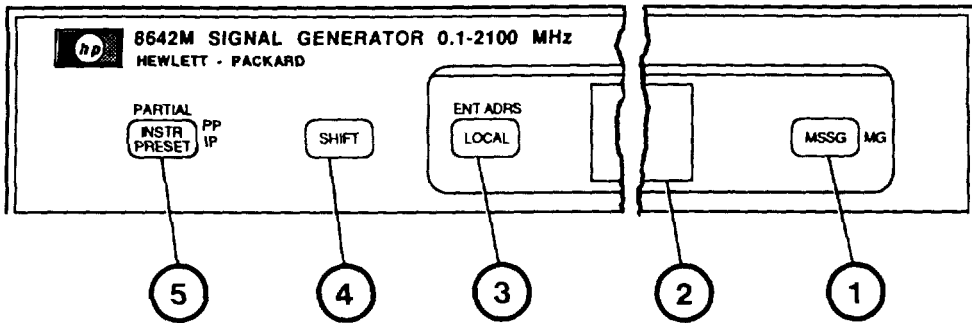 hp
8642M SIGNAL GENERATOR 0.1-2100 MHz
HEWLETT - PACKARD
PARTIAL
INSTR
PRESET
PP
IP
SHIFT
ENT ADRS
LOCAL
MSSG
MG
5
4
3
2
1